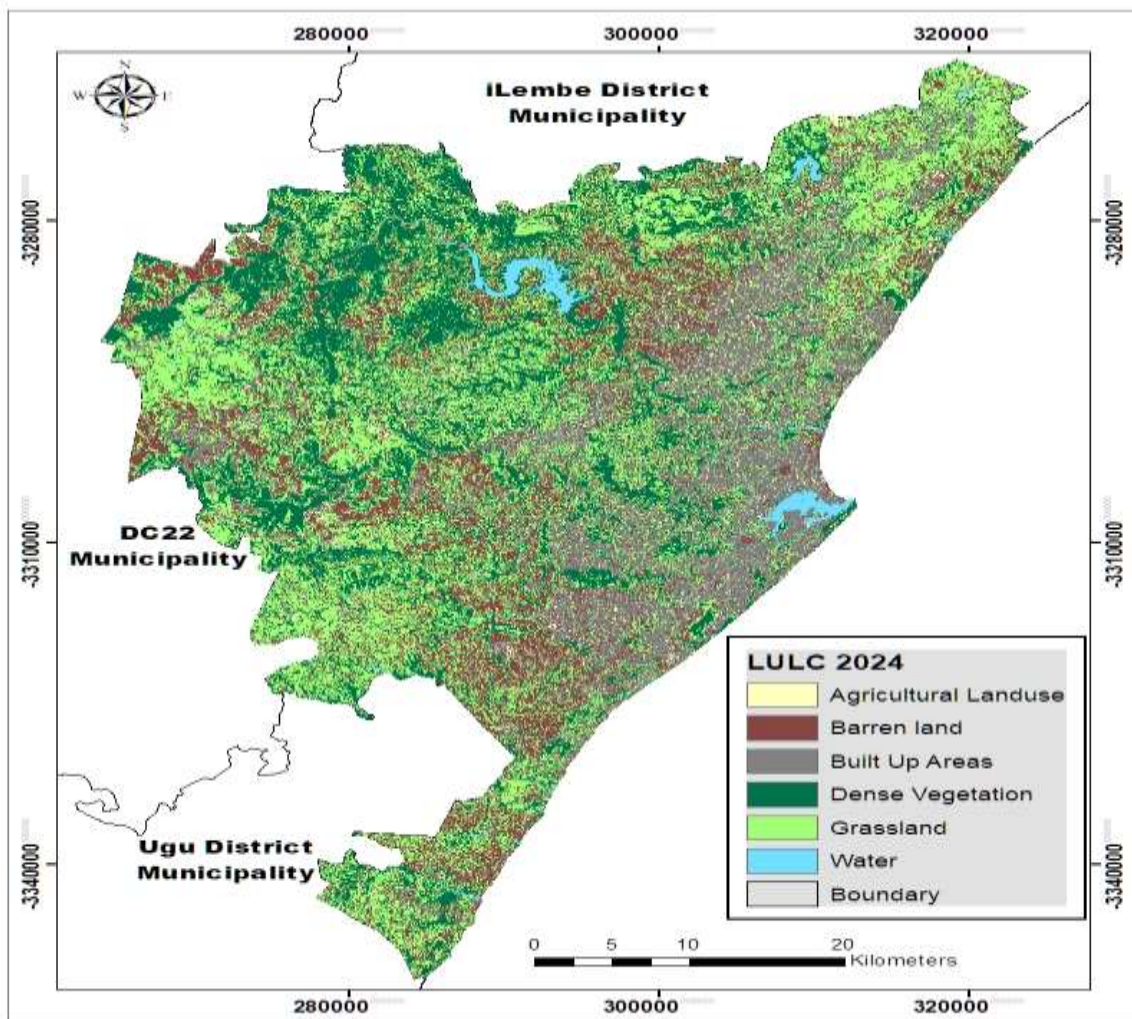 280000 300000 320000
N
W E
S
iLembe District
Municipality
-3280000 -3280000
DC22
Municipality
-3310000 -3310000
LULC 2024
Agricultural Landuse
Barren land
Built Up Areas
Dense Vegetation
Grassland
Water
Boundary
Ugu District
Municipality
-3340000 -3340000
0 5 10 20
Kilometers
280000 300000 320000